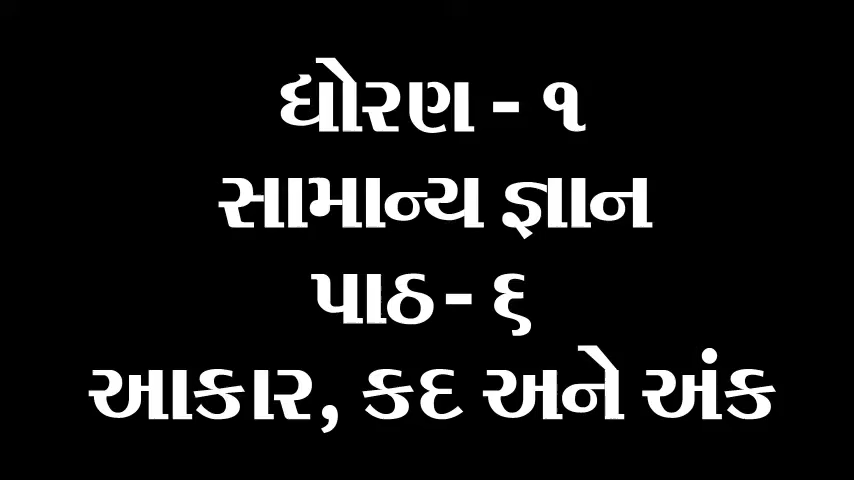 ધોરણ - ૧
સામાન્ય જ્ઞાન
પાઠ - ૬
આકાર, કદ અને અંક